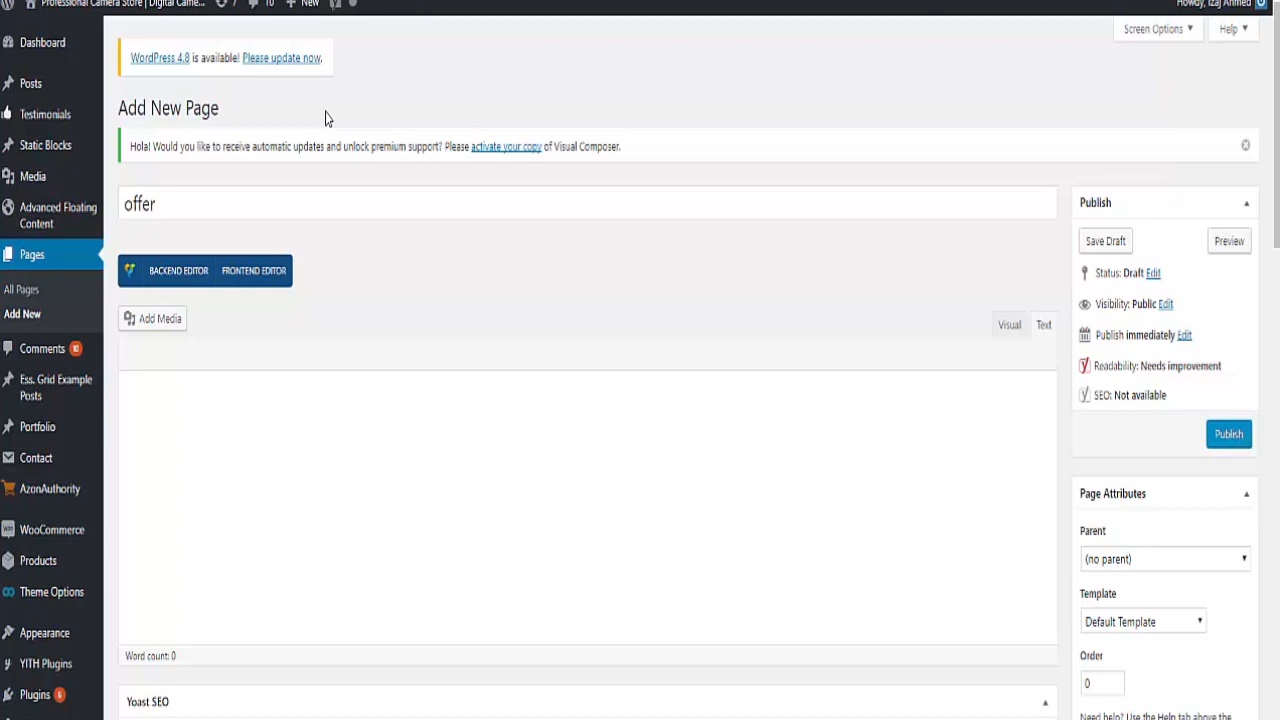 Professional Camera Store | Digital Came...
7
10
New
Howdy, Izaj Ahmed
Screen Options
Help
Dashboard
Posts
Testimonials
Static Blocks
Media
Advanced Floating
Content
Pages
All Pages
Add New
Comments 10
Ess. Grid Example
Posts
Portfolio
Contact
AzonAuthority
WooCommerce
Products
Theme Options
Appearance
YITH Plugins
Plugins 6
WordPress 4.8 is available! Please update now.
Add New Page
Hola! Would you like to receive automatic updates and unlock premium support? Please activate your copy of Visual Composer.
offer
BACKEND EDITOR FRONTEND EDITOR
Add Media
Visual Text
Word count: 0
Yoast SEO
Publish
Save Draft Preview
Status: Draft Edit
Visibility: Public Edit
Publish immediately Edit
Readability: Needs improvement
SEO: Not available
Publish
Page Attributes
Parent
(no parent)
Template
Default Template
Order
0
Need help? Use the Help tab above the